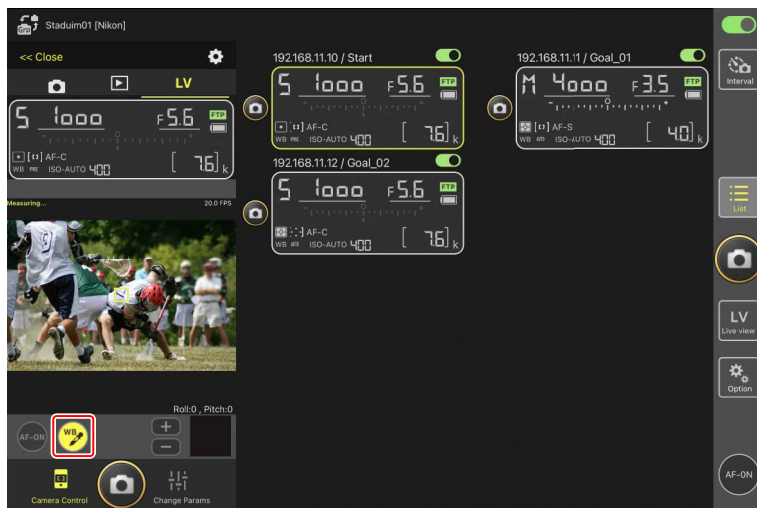 Grp Staduim01 [Nikon]
<< Close
LV
S 1000 F5.6 FTP
[ 7.6] k
AF-C
WB PRE ISO-AUTO 400
Measuring... 20.0 FPS
Roll:0 , Pitch:0
AF-ON WB
Camera Control Change Params
192.168.11.10 / Start
S 1000 F5.6 FTP
AF-C
WB PRE ISO-AUTO 400 [ 7.6] k
192.168.11.11 / Goal_01
M 4000 F3.5 FTP
AF-S
WB AUTO ISO-AUTO 400 [ 4.0] k
192.168.11.12 / Goal_02
S 1000 F5.6 FTP
AF-C
WB AUTO ISO-AUTO 400 [ 7.6] k
Interval
List
LV
Live view
Option
AF-ON